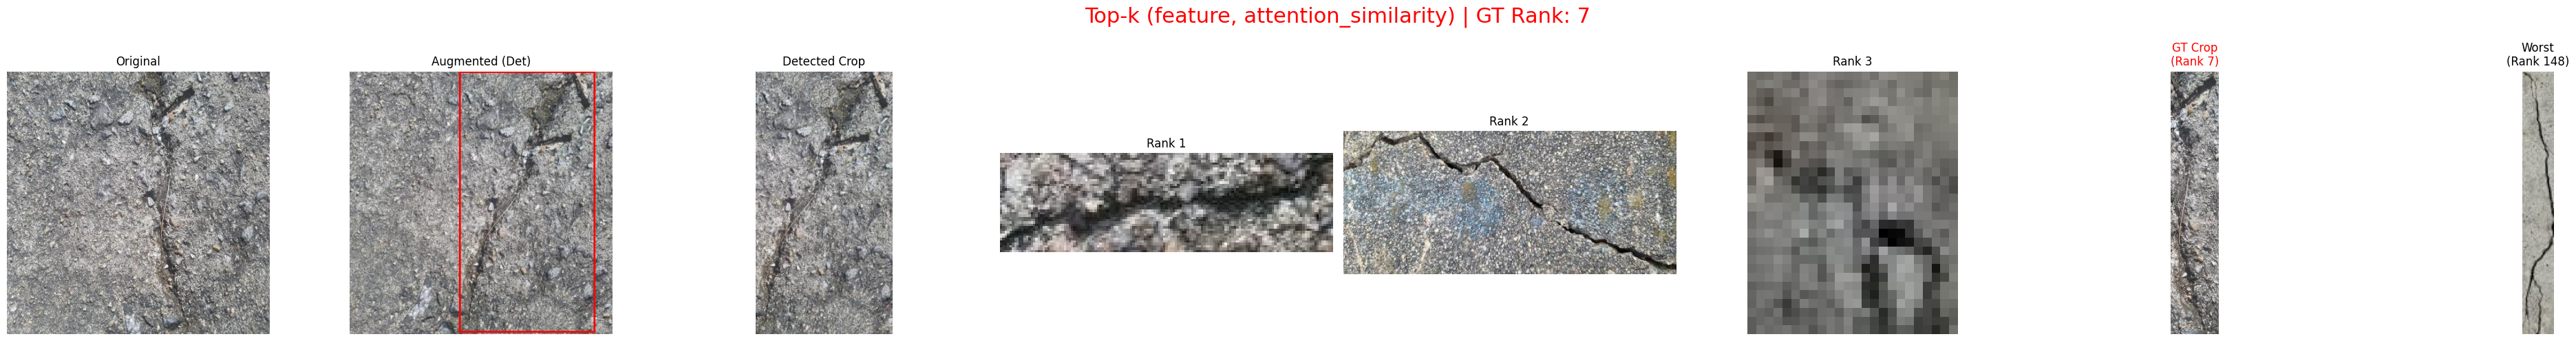 Top-k (feature, attention_similarity) | GT Rank: 7
Original
Augmented (Det)
Detected Crop
Rank 1
Rank 2
Rank 3
GT Crop
(Rank 7)
Worst
(Rank 148)